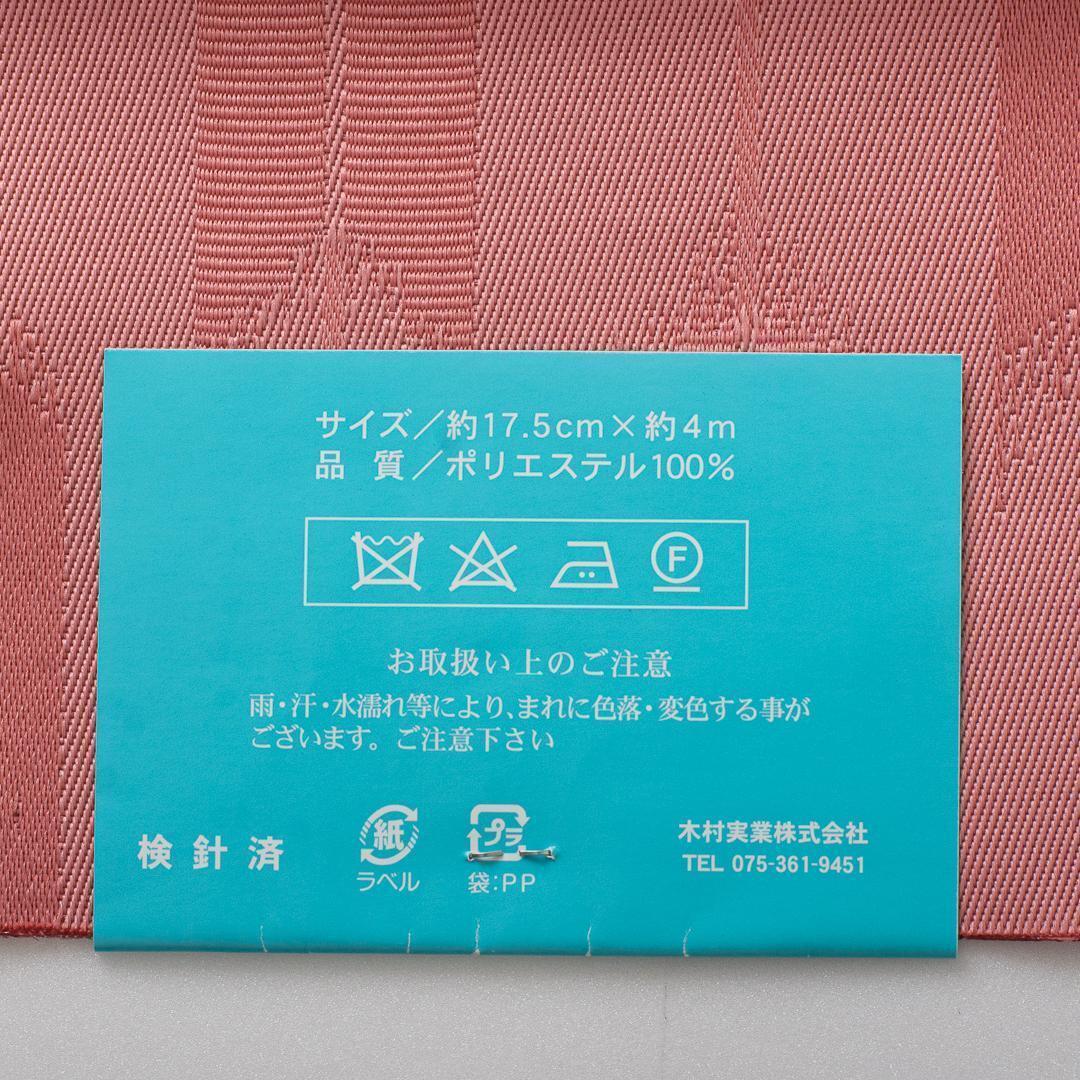 サイズ／約17.5cm×約4m
品 質／ポリエステル100%
F
お取扱い上のご注意
雨・汗・水濡れ等により、まれに色落・変色する事が
ございます。ご注意下さい
検針済
紙
ラベル
プラ
袋:PP
木村実業株式会社
TEL 075-361-9451